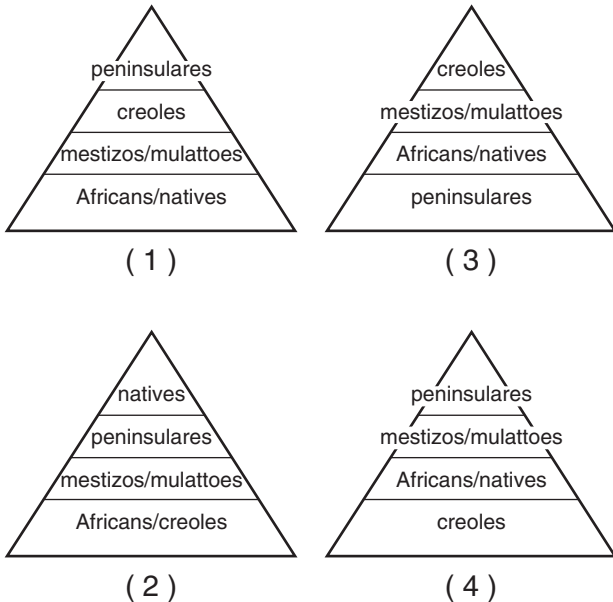 peninsulares
creoles
mestizos/mulattoes
Africans/natives
( 1 )
creoles
mestizos/mulattoes
Africans/natives
peninsulares
( 3 )
natives
peninsulares
mestizos/mulattoes
Africans/creoles
( 2 )
peninsulares
mestizos/mulattoes
Africans/natives
creoles
( 4 )